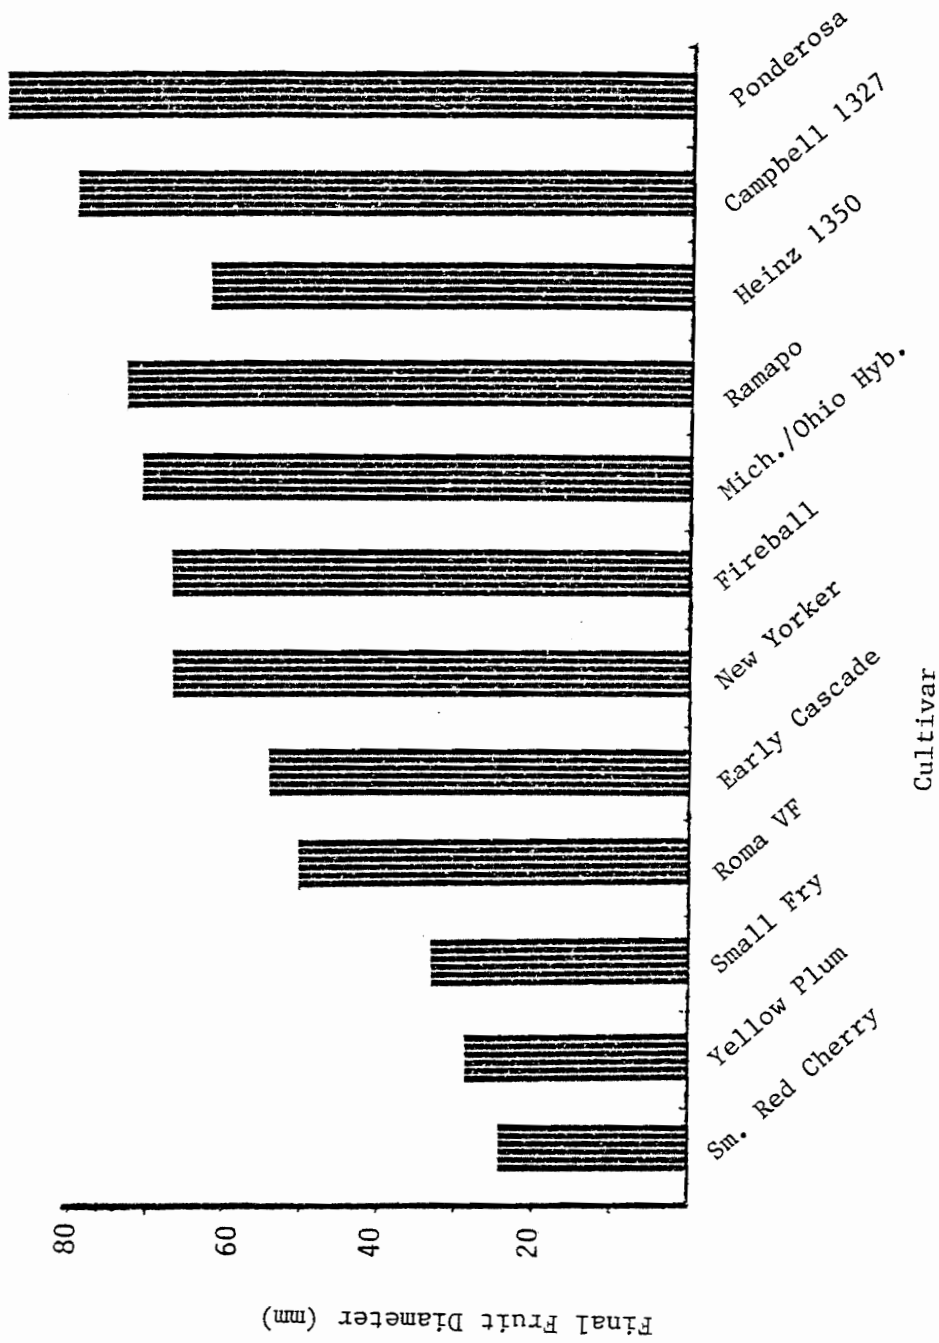 Final Fruit Diameter (mm)
80
60
40
20
Sm. Red Cherry
Yellow Plum
Small Fry
Roma VF
Early Cascade
New Yorker
Fireball
Mich./Ohio Hyb.
Ramapo
Heinz 1350
Campbell 1327
Ponderosa
Cultivar